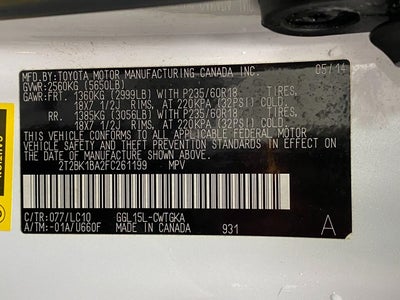 MFD.BY:TOYOTA MOTOR MANUFACTURING CANADA INC. 05/14
GVWR:2560KG (5650LB)
GAWR:FRT. 1360KG (2999LB) WITH P235/60R18 TIRES,
18X7 1/2J RIMS, AT 220KPA (32PSI) COLD.
RR. 1385KG (3056LB) WITH P235/60R18 TIRES,
18X7 1/2J RIMS, AT 220KPA (32PSI) COLD.
THIS VEHICLE CONFORMS TO ALL APPLICABLE FEDERAL MOTOR
VEHICLE SAFETY AND THEFT PREVENTION STANDARDS IN EFFECT
ON THE DATE OF MANUFACTURE SHOWN ABOVE.
2T2BK1BA2FC261199 MPV
C/TR:077/LC10 GGL15L-CWTGKA
A/TM:-01A/U660F MADE IN CANADA 931 A